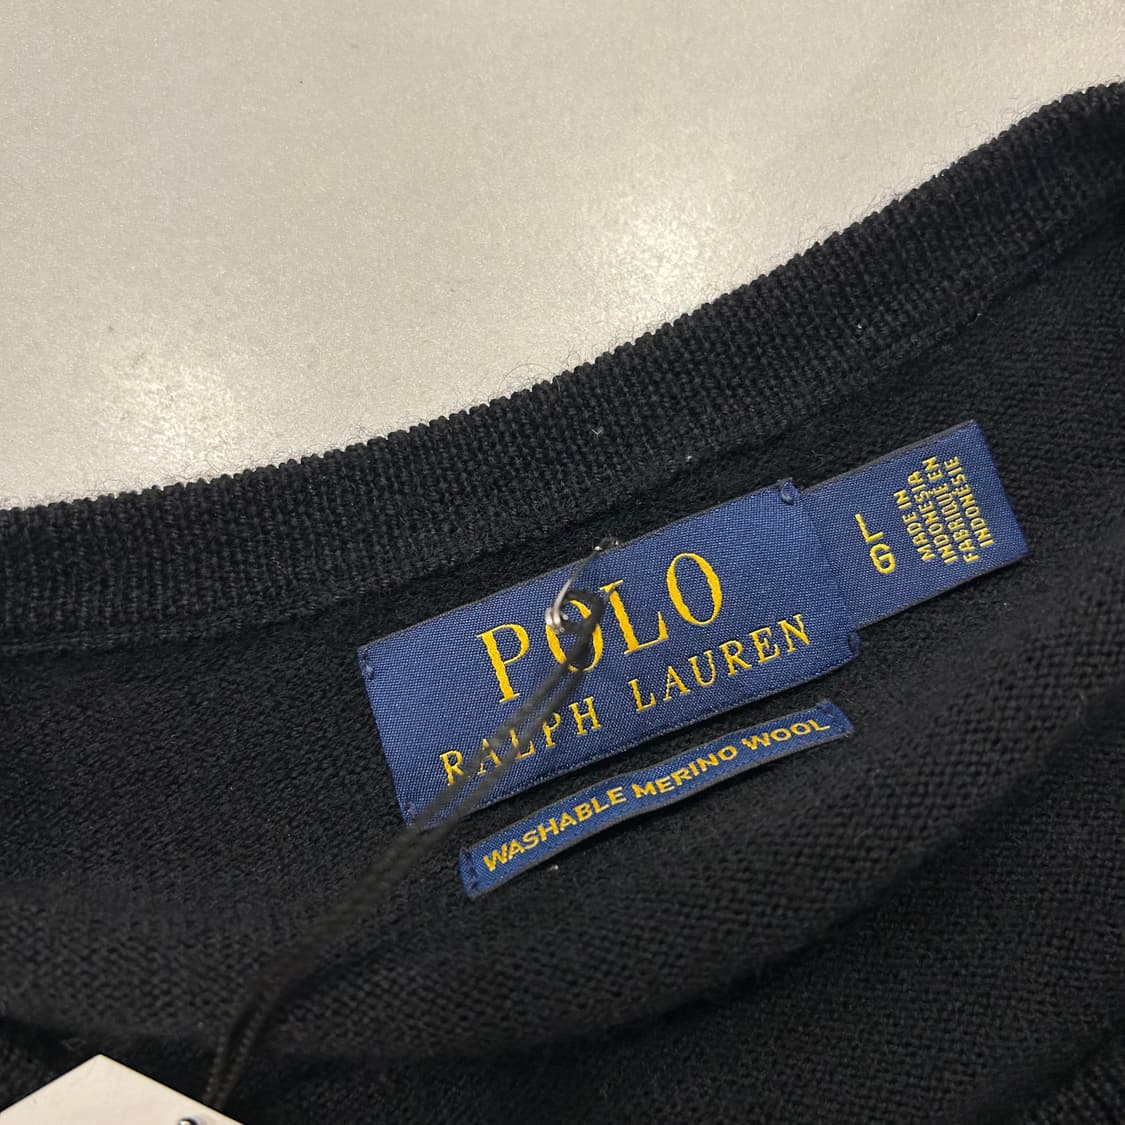 POLO
RALPH LAUREN
WASHABLE MERINO WOOL
L
G
MADE IN
INDONESIA
FABRIQUÉ EN
INDONÉSIE